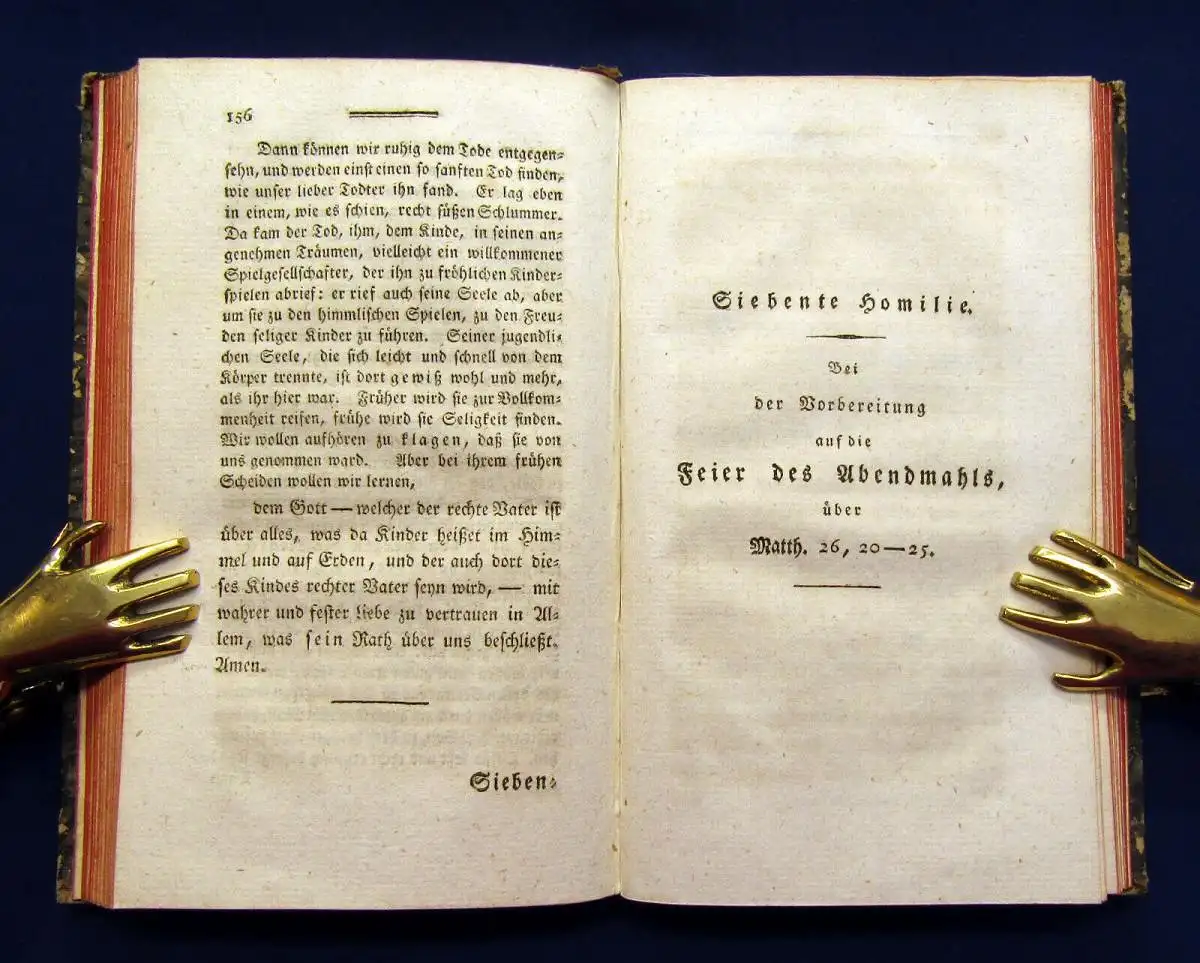 156
Dann können wir ruhig dem Tode entgegen-
sehn, und werden einst einen so sanften Tod finden,
wie unser lieber Todter ihn fand. Er lag eben
in einem, wie es schien, recht süßen Schlummer.
Da kam der Tod, ihm, dem Kinde, in seinen an-
genehmen Träumen, vielleicht ein willkommener
Spielgesellschafter, der ihn zu fröhlichen Kinder-
spielen abrief: er rief auch seine Seele ab, aber
um sie zu den himmlischen Spielen, zu den Freu-
den seliger Kinder zu führen. Seiner jugendli-
chen Seele, die sich leicht und schnell von dem
Körper trennte, ist dort gewiß wohl und mehr,
als ihr hier war. Früher wird sie zur Vollkom-
menheit reifen, frühe wird sie Seligkeit finden.
Wir wollen aufhören zu klagen, daß sie von
uns genommen ward. Aber bei ihrem frühen
Scheiden wollen wir lernen,
dem Gott — welcher der rechte Vater ist
über alles, was da Kinder heißet im Him-
mel und auf Erden, und der auch dort die-
ses Kindes rechter Vater seyn wird, — mit
wahrer und fester Liebe zu vertrauen in Al-
lem, was sein Rath über uns beschließt.
Amen.
Sieben-
Siebente Homilie.
Bei
der Vorbereitung
auf die
Feier des Abendmahls,
über
Matth. 26, 20—25.